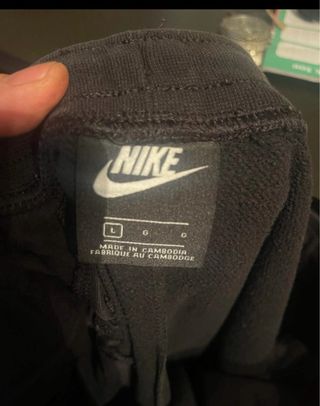 NIKE
L G G
MADE IN CAMBODIA
FABRIQUE AU CAMBODGE